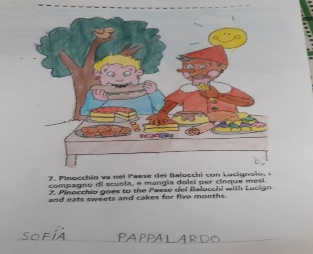 7. Pinocchio va nel Paese dei Balocchi con Lucignolo,
compagno di scuola, e mangia dolci per cinque mesi.
7. Pinocchio goes to the Paese dei Balocchi with Lucign
and eats sweets and cakes for five months.
SOFIA PAPPALARDO